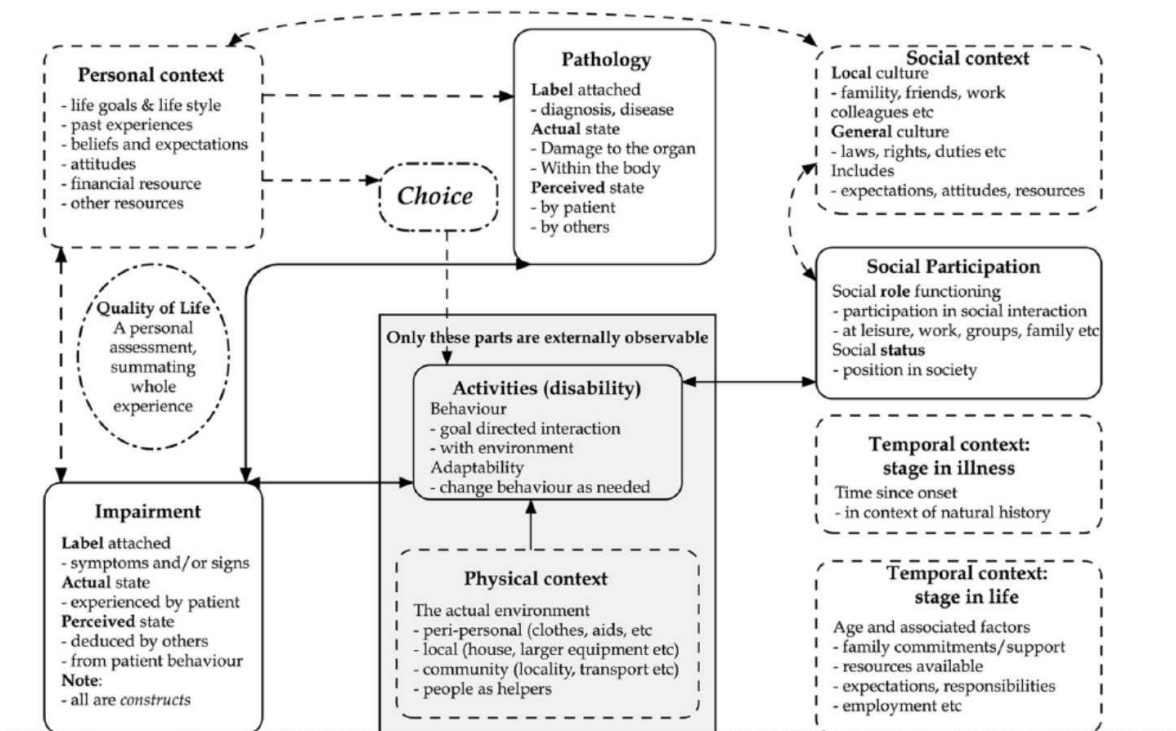 Personal context
- life goals & life style
- past experiences
- beliefs and expectations
- attitudes
- financial resource
- other resources
Pathology
Label attached
- diagnosis, disease
Actual state
- Damage to the organ
- Within the body
Perceived state
- by patient
- by others
Social context
Local culture
- famility, friends, work
colleagues etc
General culture
- laws, rights, duties etc
Includes
- expectations, attitudes, resources
Choice
Quality of Life
A personal
assessment,
summating
whole
experience
Social Participation
Social role functioning
- participation in social interaction
- at leisure, work, groups, family etc
Social status
- position in society
Only these parts are externally observable
Activities (disability)
Behaviour
- goal directed interaction
- with environment
Adaptability
- change behaviour as needed
Temporal context:
stage in illness
Time since onset
- in context of natural history
Impairment
Label attached
- symptoms and/or signs
Actual state
- experienced by patient
Perceived state
- deduced by others
- from patient behaviour
Note:
- all are constructs
Physical context
The actual environment
- peri-personal (clothes, aids, etc
- local (house, larger equipment etc)
- community (locality, transport etc)
- people as helpers
Temporal context:
stage in life
Age and associated factors
- family commitments/support
- resources available
- expectations, responsibilities
- employment etc